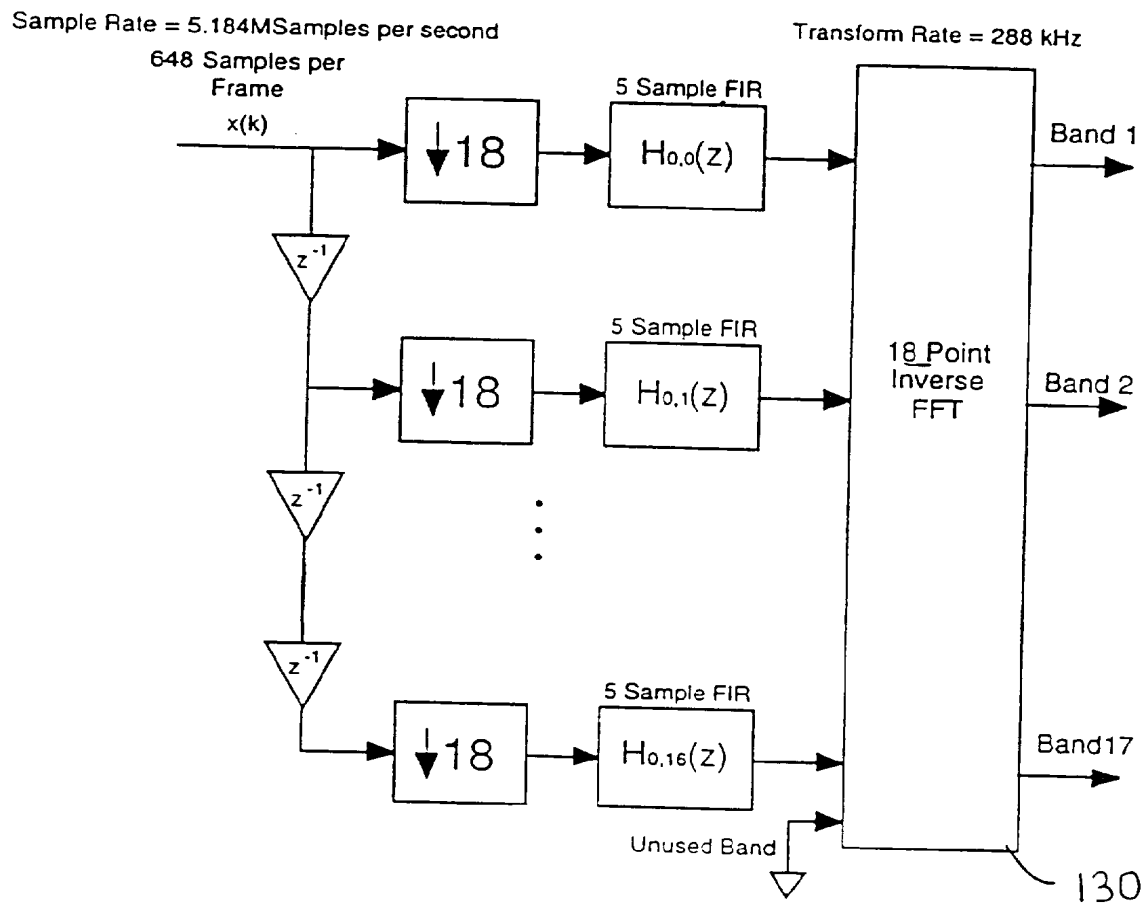 Sample Rate = 5.184MSamples per second
Transform Rate = 288 kHz
648 Samples per
Frame
x(k)
↓18
5 Sample FIR
H0,0(z)
Band 1
z-1
↓18
5 Sample FIR
H0,1(z)
18 Point
Inverse
FFT
Band 2
z-1
z-1
↓18
5 Sample FIR
H0,16(z)
Band17
Unused Band
130